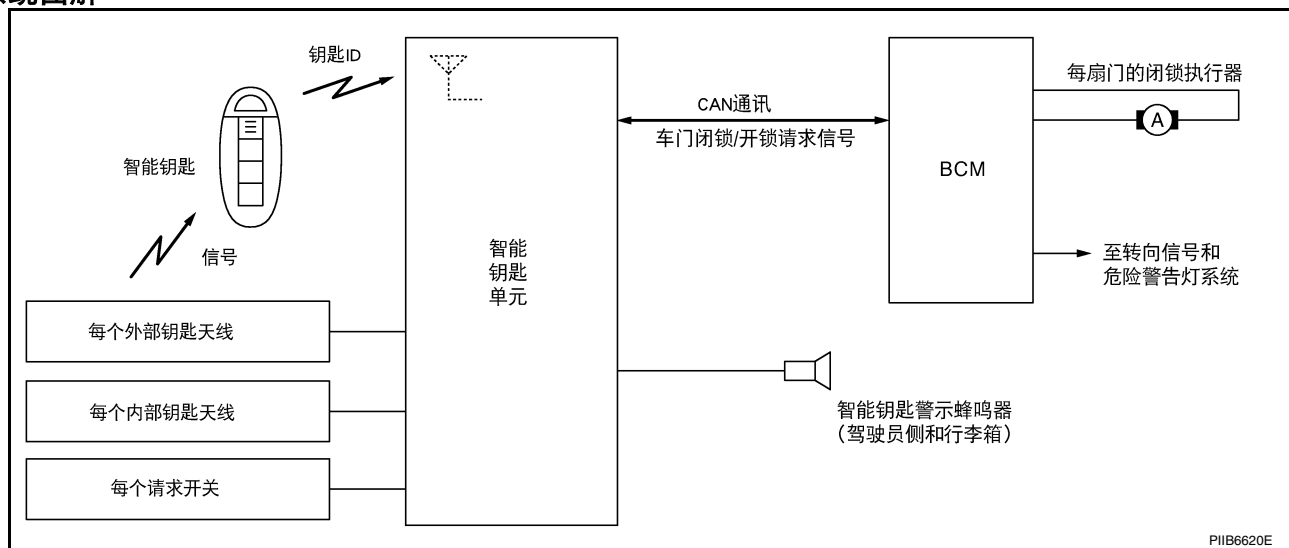 系统图解
钥匙ID
智能钥匙
信号
每个外部钥匙天线
每个内部钥匙天线
每个请求开关
智能
钥匙
单元
CAN通讯
车门闭锁/开锁请求信号
BCM
每扇门的闭锁执行器
A
至转向信号和
危险警告灯系统
智能钥匙警示蜂鸣器
（驾驶员侧和行李箱）
PIIB6620E